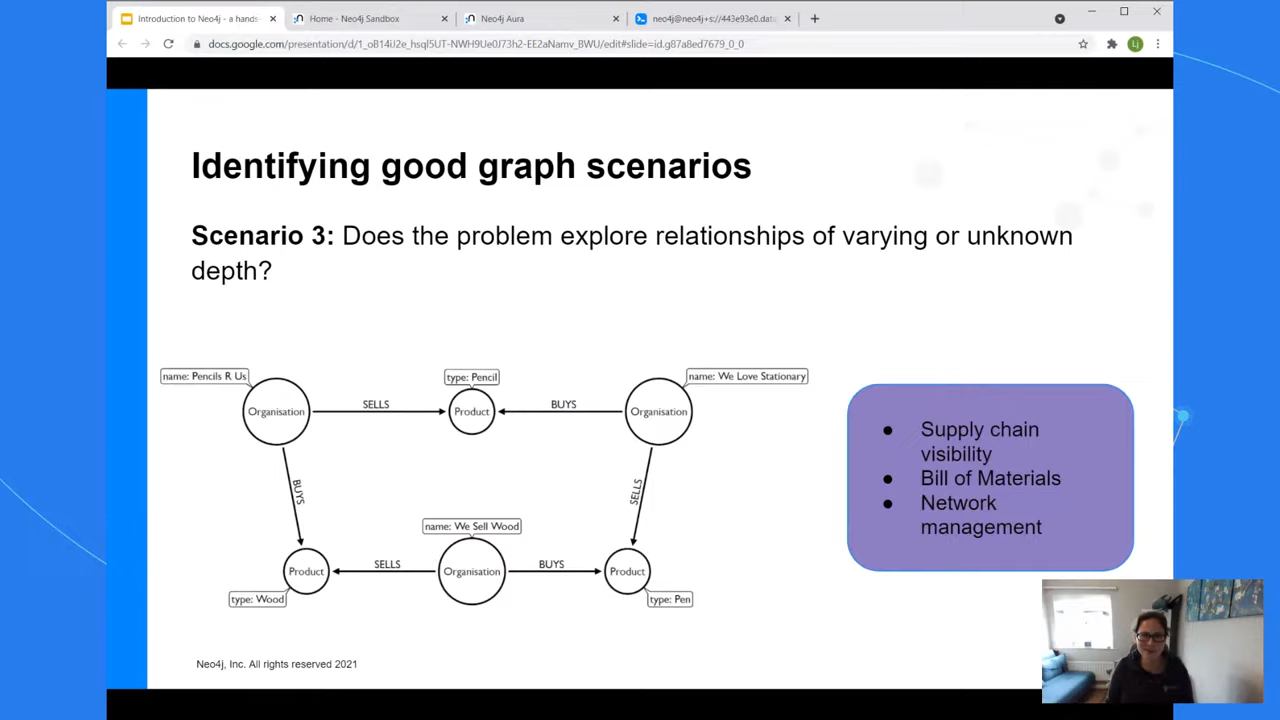 Introduction to Neo4j - a hands-
Home - Neo4j Sandbox
Neo4j Aura
neo4j@neo4j+s://443e93e0.data
docs.google.com/presentation/d/1_oB14iJ2e_hsqI5UT-NWH9Ue0J73h2-EE2aNamv_BWU/edit#slide=id.g87a8ed7679_0_0
Lj
Identifying good graph scenarios
Scenario 3: Does the problem explore relationships of varying or unknown
depth?
name: Pencils R Us
type: Pencil
name: We Love Stationary
Organisation
SELLS
Product
BUYS
Organisation
BUYS
SELLS
name: We Sell Wood
Product
SELLS
Organisation
BUYS
Product
type: Wood
type: Pen
● Supply chain
visibility
● Bill of Materials
● Network
management
Neo4j, Inc. All rights reserved 2021